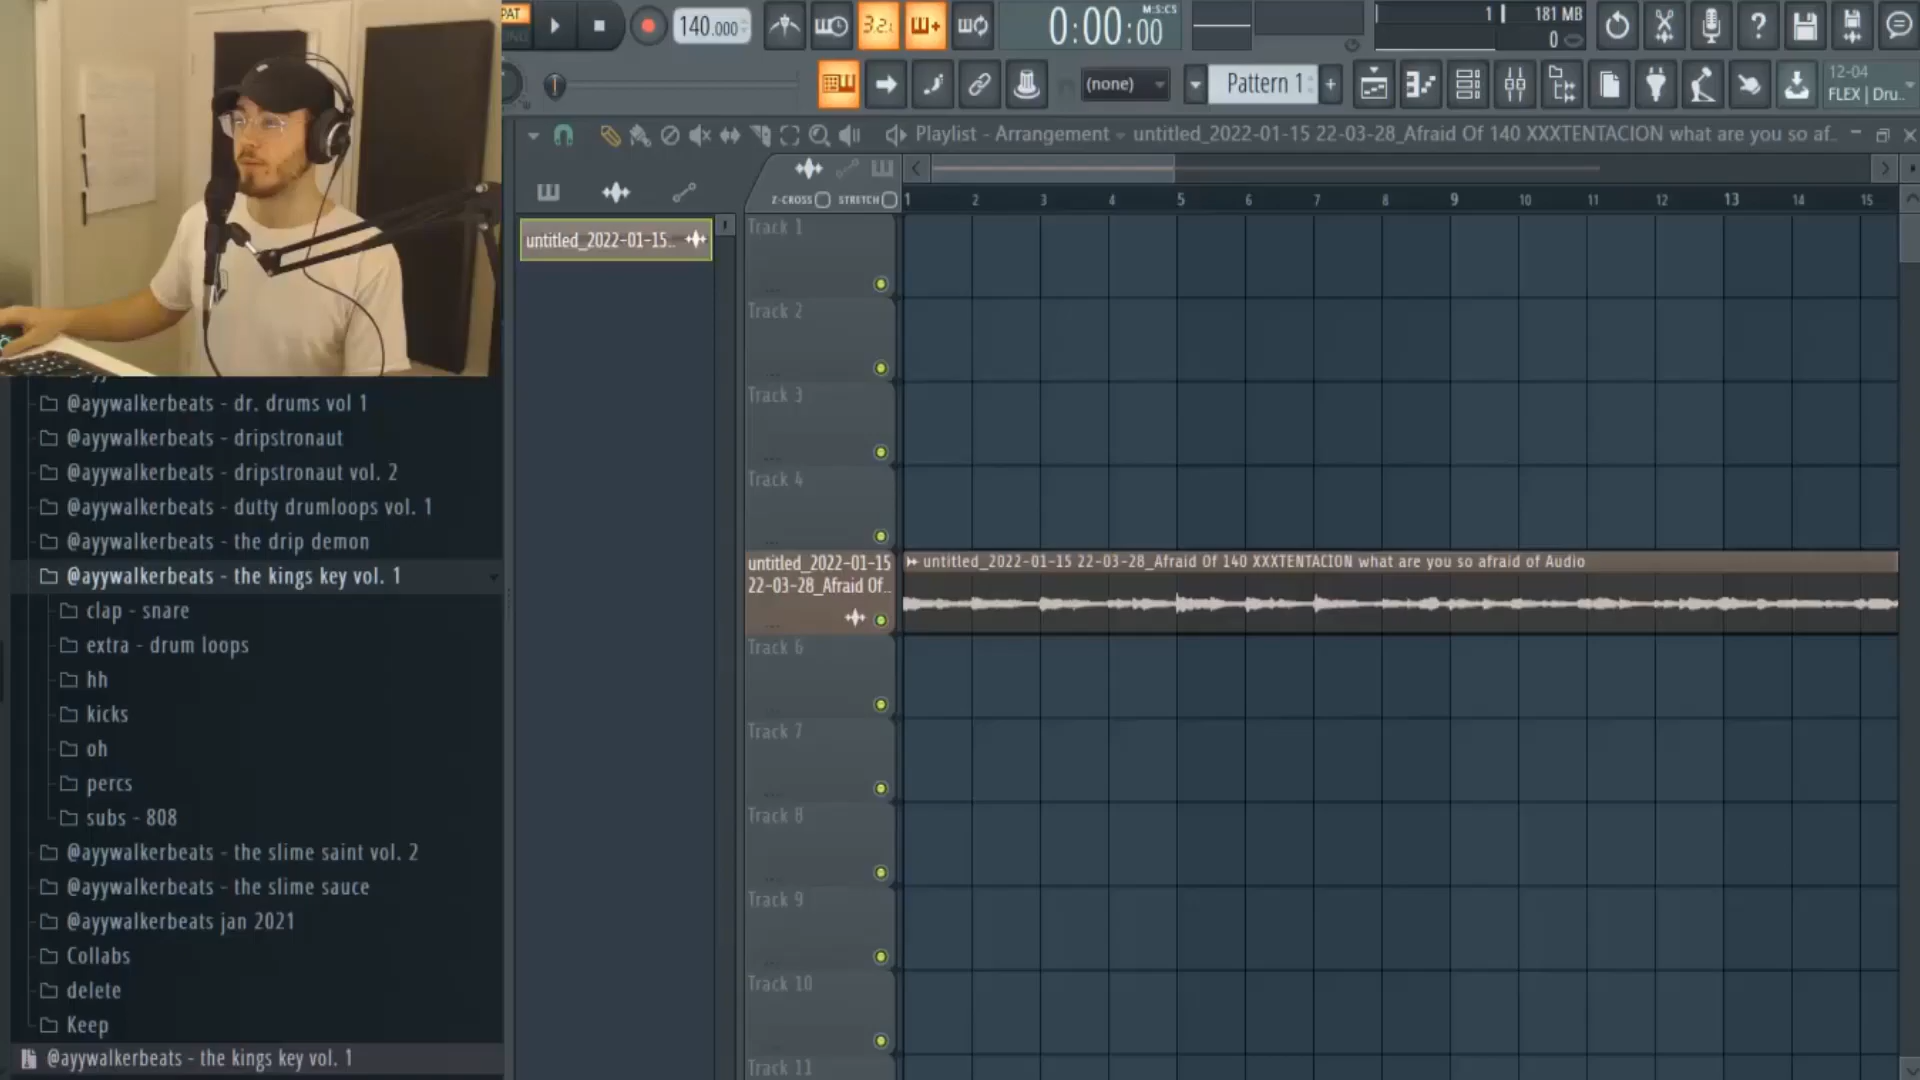 PAT
140.000
3.2.
0:00:00
M:S:CS
1
181 MB
0
(none)
Pattern 1
12-04
FLEX | Dru..
Playlist - Arrangement
untitled_2022-01-15 22-03-28_Afraid Of 140 XXXTENTACION what are you so af..
Z-CROSS
STRETCH
1 2 3 4 5 6 7 8 9 10 11 12 13 14 15
untitled_2022-01-15..
Track 1
Track 2
Track 3
Track 4
untitled_2022-01-15
22-03-28_Afraid Of..
untitled_2022-01-15 22-03-28_Afraid Of 140 XXXTENTACION what are you so afraid of Audio
Track 6
Track 7
Track 8
Track 9
Track 10
Track 11
@ayywalkerbeats - dr. drums vol 1
@ayywalkerbeats - dripstronaut
@ayywalkerbeats - dripstronaut vol. 2
@ayywalkerbeats - dutty drumloops vol. 1
@ayywalkerbeats - the drip demon
@ayywalkerbeats - the kings key vol. 1
clap - snare
extra - drum loops
hh
kicks
oh
percs
subs - 808
@ayywalkerbeats - the slime saint vol. 2
@ayywalkerbeats - the slime sauce
@ayywalkerbeats jan 2021
Collabs
delete
Keep
@ayywalkerbeats - the kings key vol. 1